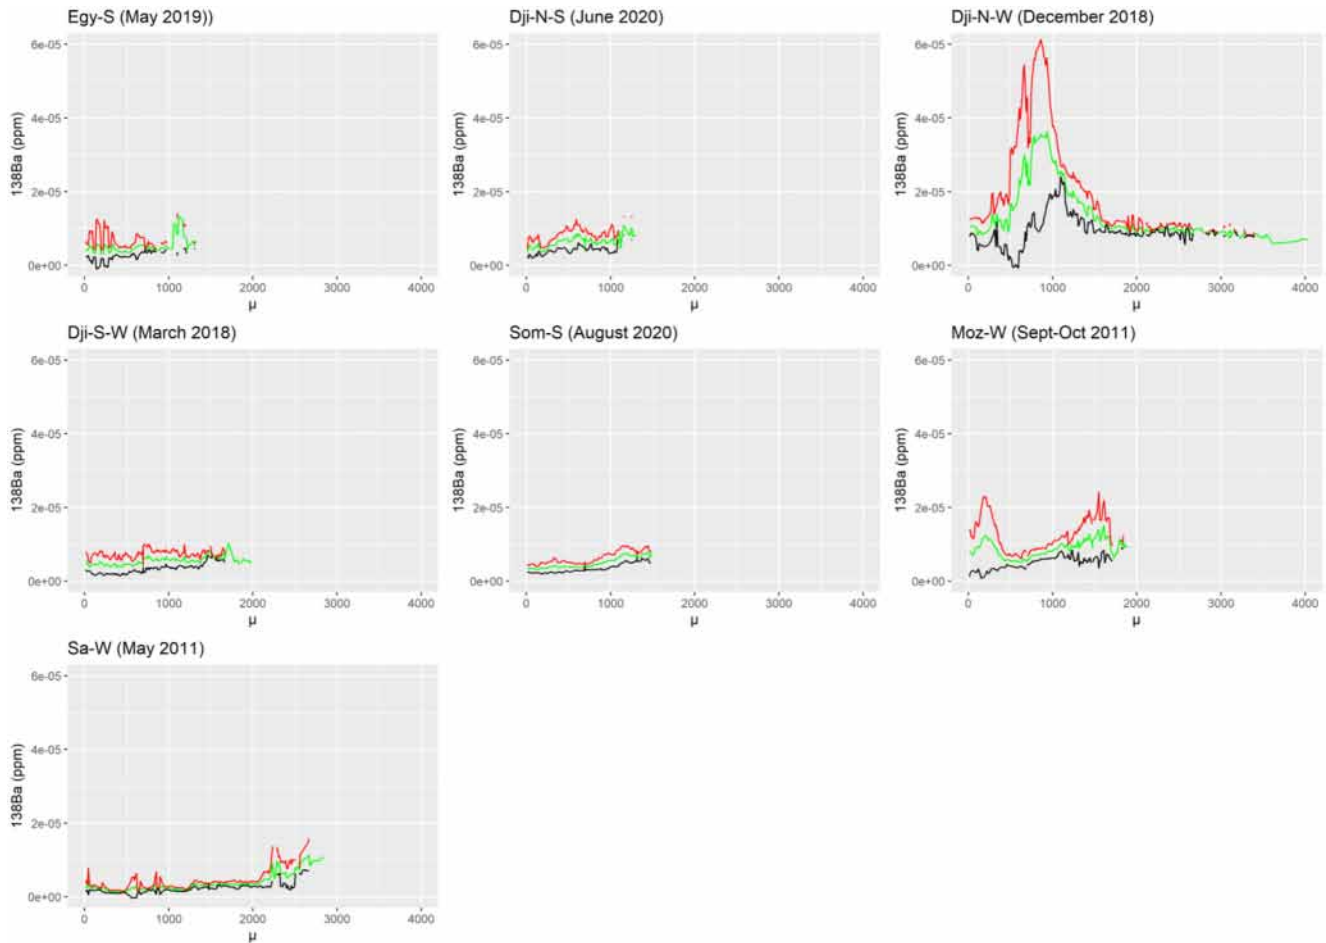 Egy-S (May 2019))
Dji-N-S (June 2020)
Dji-N-W (December 2018)
6e-05
4e-05
2e-05
0e+00
138Ba (ppm)
0 1000 2000 3000 4000
µ
6e-05
4e-05
2e-05
0e+00
138Ba (ppm)
0 1000 2000 3000 4000
µ
6e-05
4e-05
2e-05
0e+00
138Ba (ppm)
0 1000 2000 3000 4000
µ
Dji-S-W (March 2018)
Som-S (August 2020)
Moz-W (Sept-Oct 2011)
6e-05
4e-05
2e-05
0e+00
138Ba (ppm)
0 1000 2000 3000 4000
µ
6e-05
4e-05
2e-05
0e+00
138Ba (ppm)
0 1000 2000 3000 4000
µ
6e-05
4e-05
2e-05
0e+00
138Ba (ppm)
0 1000 2000 3000 4000
µ
Sa-W (May 2011)
6e-05
4e-05
2e-05
0e+00
138Ba (ppm)
0 1000 2000 3000 4000
µ